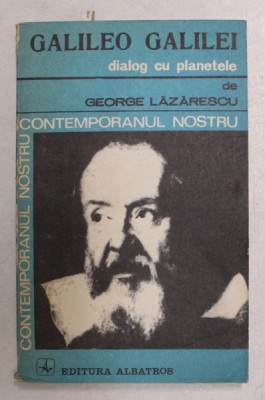 GALILEO GALILEI
dialog cu planetele
de
GEORGE LĂZĂRESCU
CONTEMPORANUL NOSTRU
CONTEMPORANUL NOSTRU
EDITURA ALBATROS